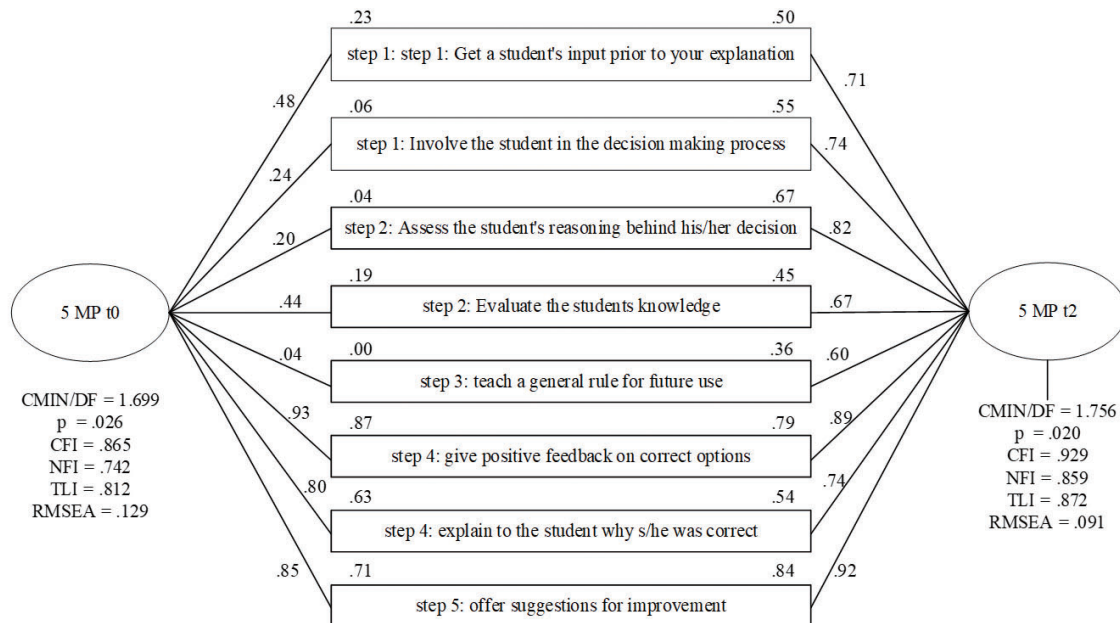 .23 .50
step 1: step 1: Get a student's input prior to your explanation
.48 .71
.06 .55
step 1: Involve the student in the decision making process
.24 .74
.04 .67
step 2: Assess the student's reasoning behind his/her decision
.20 .82
.19 .45
step 2: Evaluate the students knowledge
.44 .67
5 MP t0
5 MP t2
.00 .36
step 3: teach a general rule for future use
.04 .60
.87 .79
step 4: give positive feedback on correct options
.93 .89
.63 .54
step 4: explain to the student why s/he was correct
.80 .74
.71 .84
step 5: offer suggestions for improvement
.85 .92
CMIN/DF = 1.699
p = .026
CFI = .865
NFI = .742
TLI = .812
RMSEA = .129
CMIN/DF = 1.756
p = .020
CFI = .929
NFI = .859
TLI = .872
RMSEA = .091